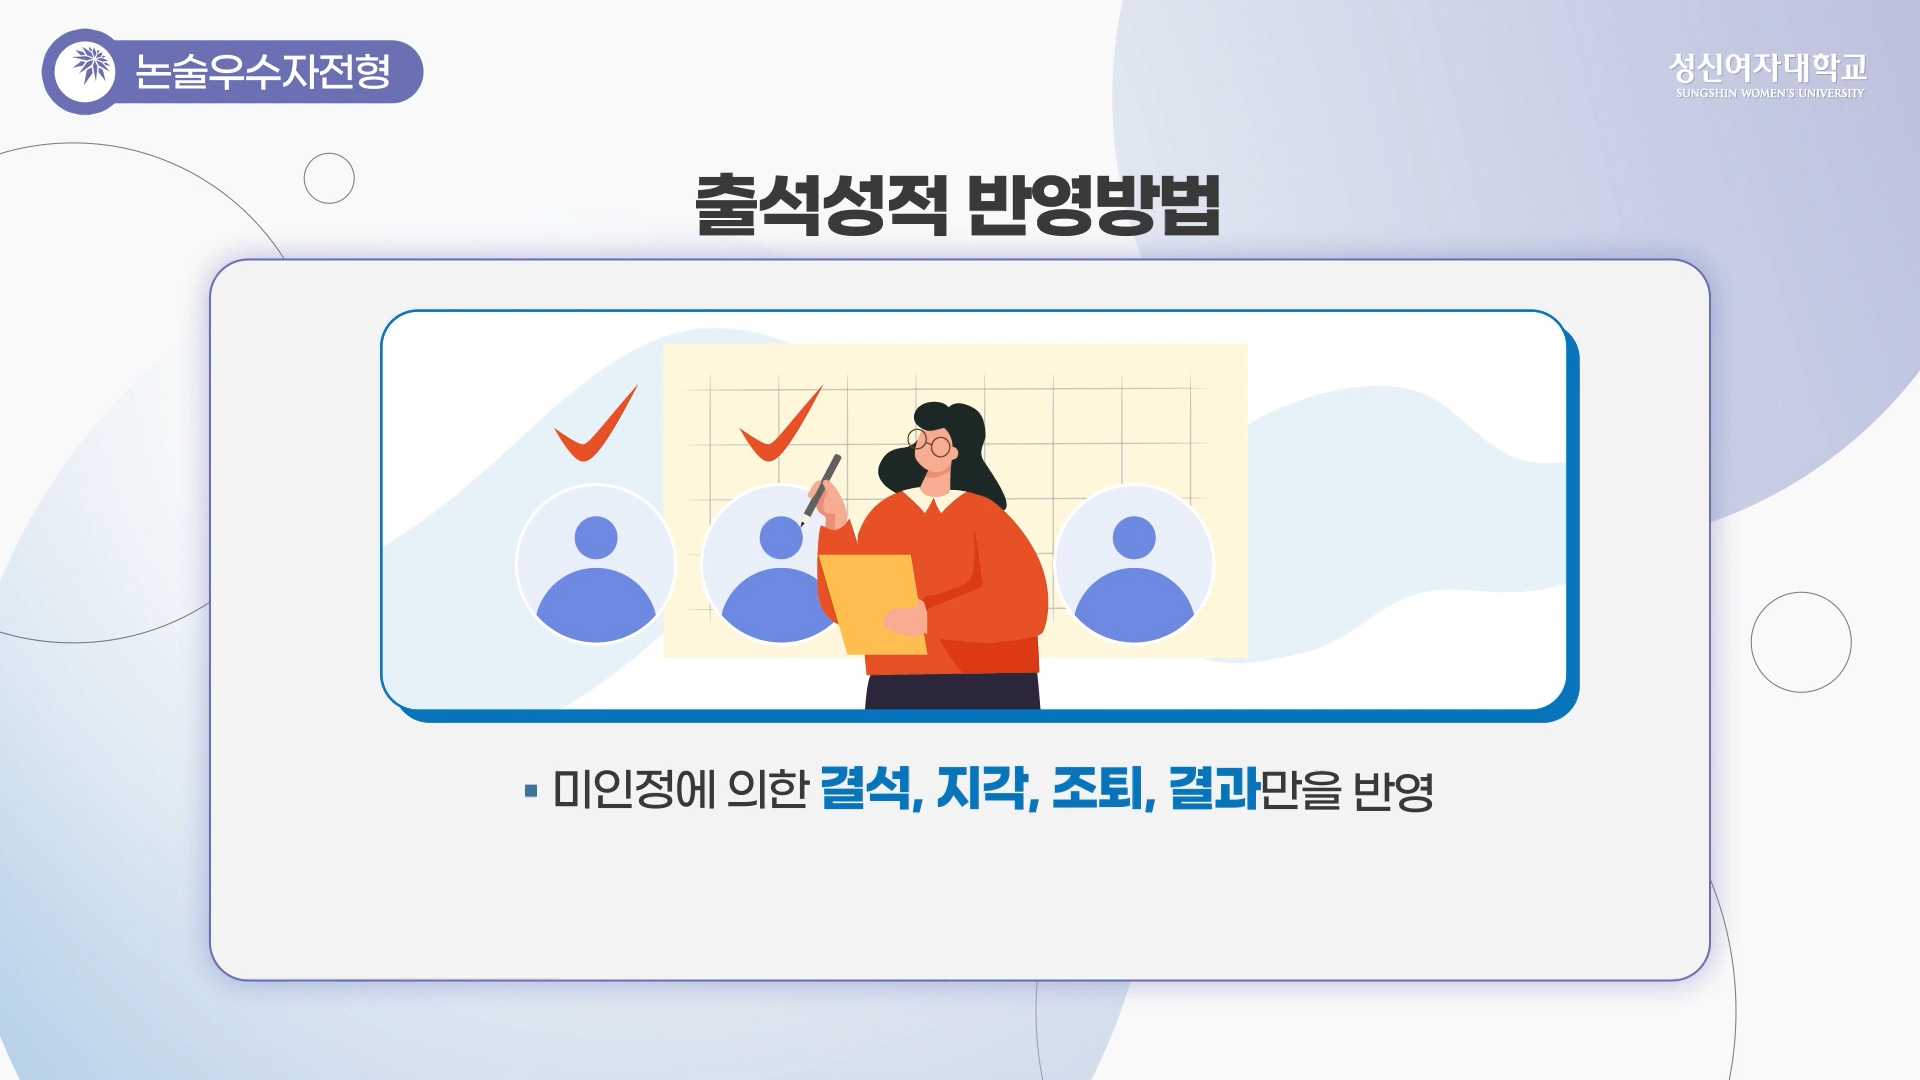 논술우수자전형
성신여자대학교
SUNGSHIN WOMEN'S UNIVERSITY
출석성적 반영방법
▪ 미인정에 의한 결석, 지각, 조퇴, 결과만을 반영